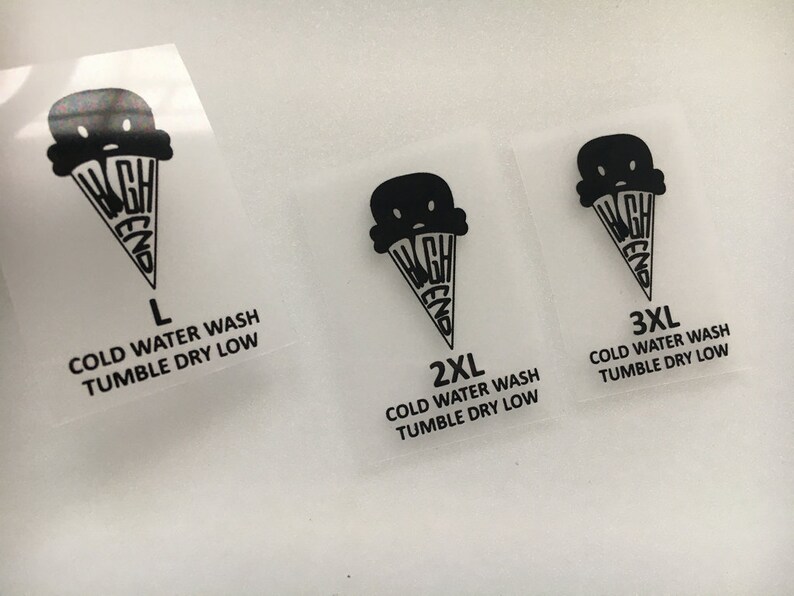 HIGH
END
L
COLD WATER WASH
TUMBLE DRY LOW
HIGH
END
2XL
COLD WATER WASH
TUMBLE DRY LOW
HIGH
END
3XL
COLD WATER WASH
TUMBLE DRY LOW